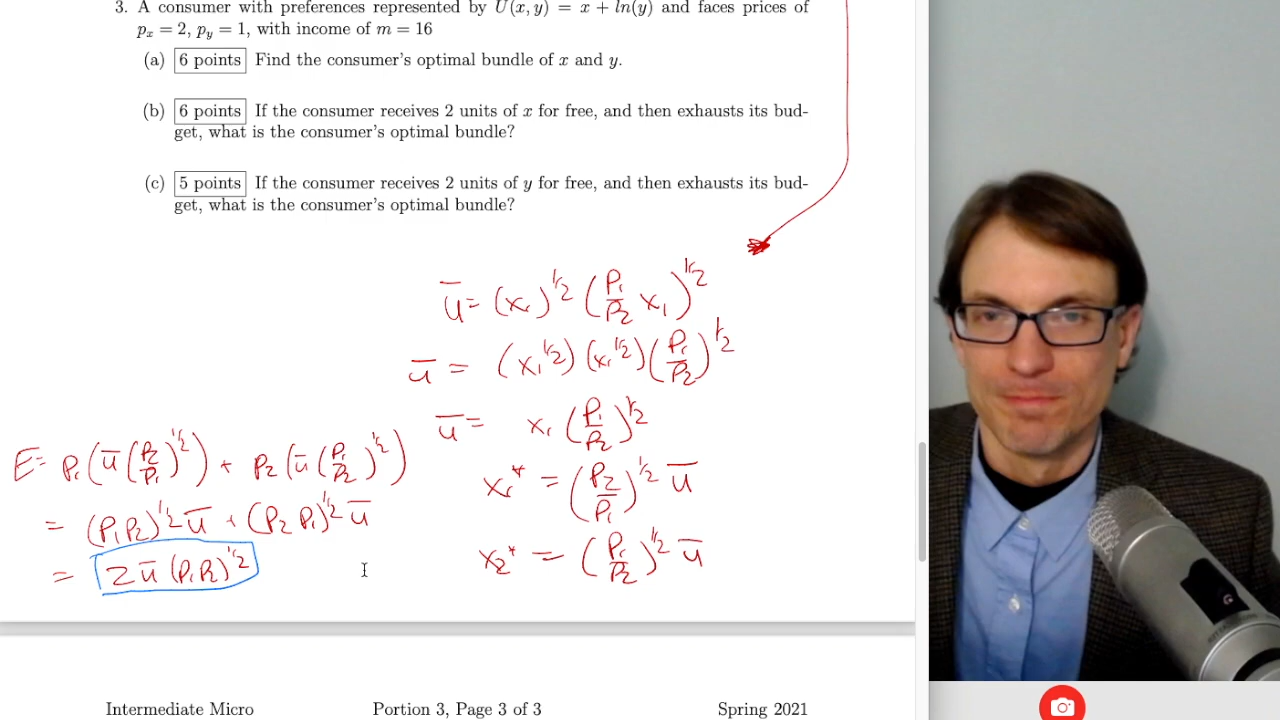 3. A consumer with preferences represented by U(x, y) = x + ln(y) and faces prices of
pₓ = 2, p_y = 1, with income of m = 16
(a) 6 points Find the consumer's optimal bundle of x and y.
(b) 6 points If the consumer receives 2 units of x for free, and then exhausts its bud-
get, what is the consumer's optimal bundle?
(c) 5 points If the consumer receives 2 units of y for free, and then exhausts its bud-
get, what is the consumer's optimal bundle?
ū = (x₁)^1/2 (P₁/P₂ x₁)^1/2
ū = (x₁^1/2) (x₁^1/2) (P₁/P₂)^1/2
ū = x₁ (P₁/P₂)^1/2
x₁* = (P₂/P₁)^1/2 ū
x₂* = (P₁/P₂)^1/2 ū
E = P₁(ū(P₂/P₁)^1/2) + P₂(ū(P₁/P₂)^1/2)
= (P₁P₂)^1/2 ū + (P₂P₁)^1/2 ū
= 2ū(P₁P₂)^1/2
Intermediate Micro Portion 3, Page 3 of 3 Spring 2021